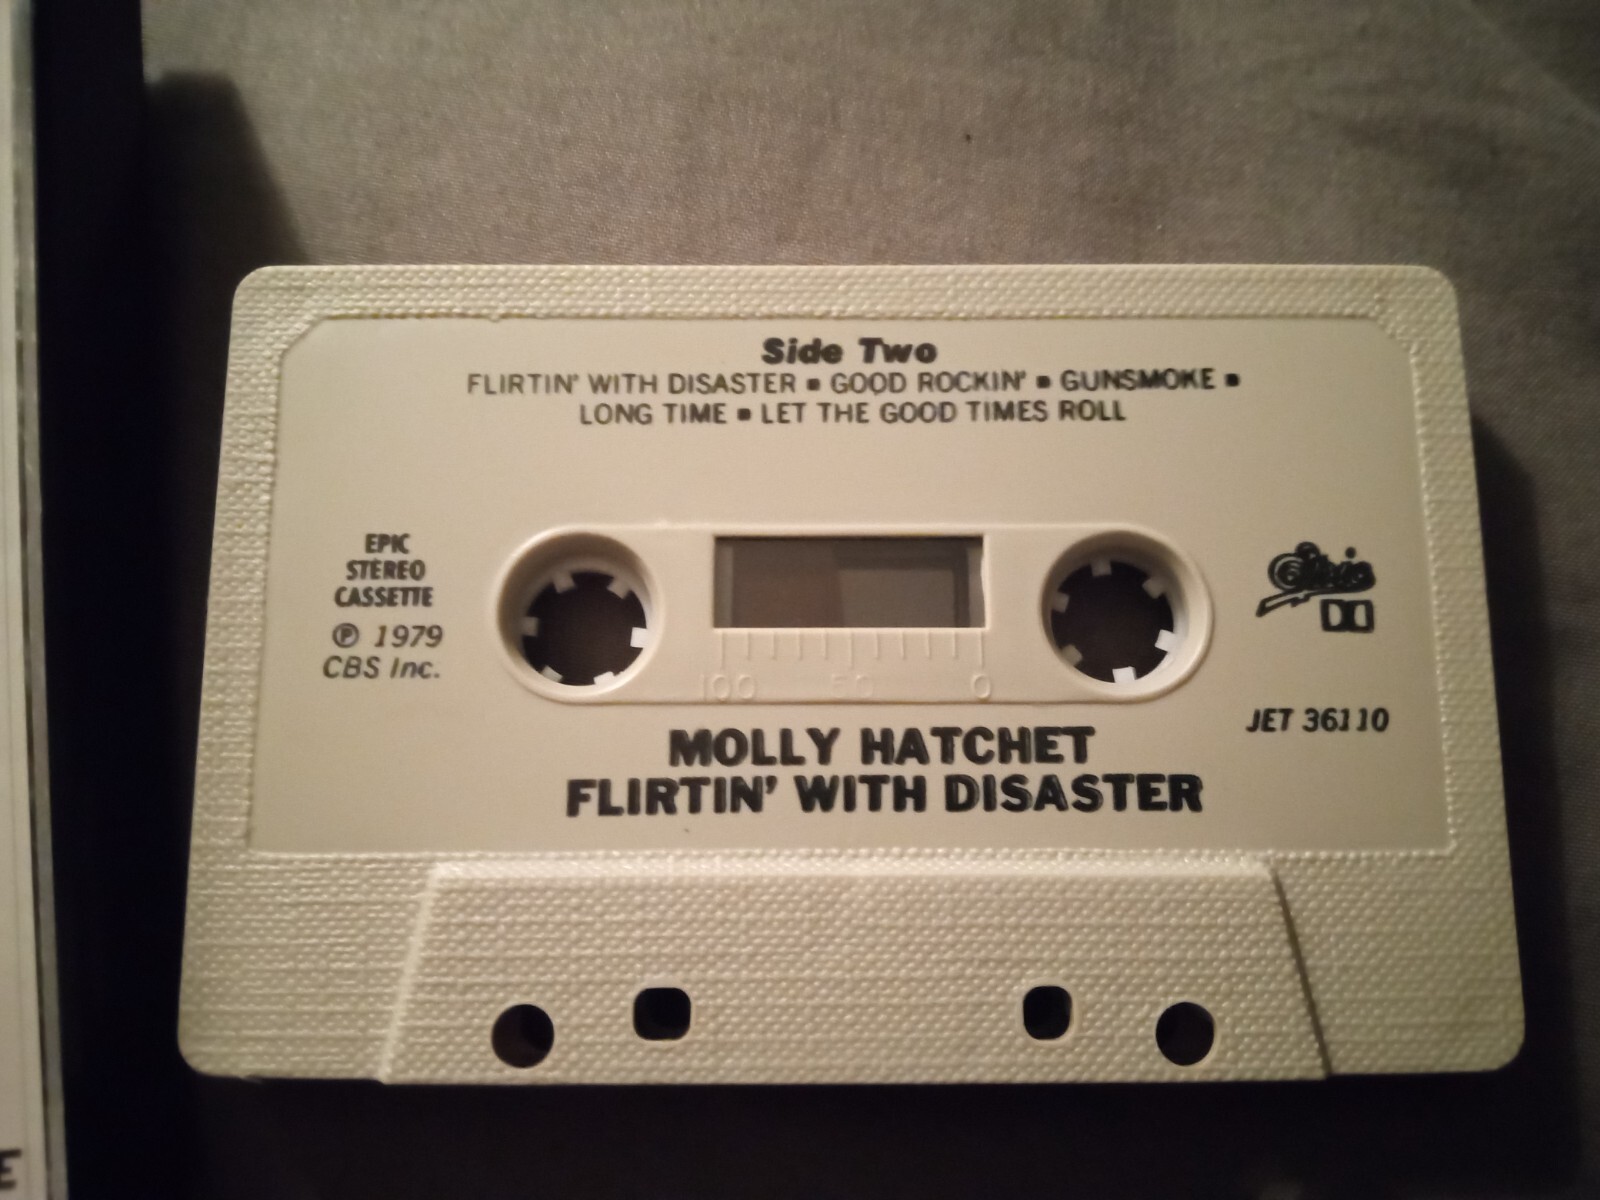 Side Two
FLIRTIN' WITH DISASTER ▪ GOOD ROCKIN' ▪ GUNSMOKE ▪
LONG TIME ▪ LET THE GOOD TIMES ROLL
EPIC
STEREO
CASSETTE
℗ 1979
CBS Inc.
Epic
JET 36110
100 50 0
MOLLY HATCHET
FLIRTIN' WITH DISASTER
E